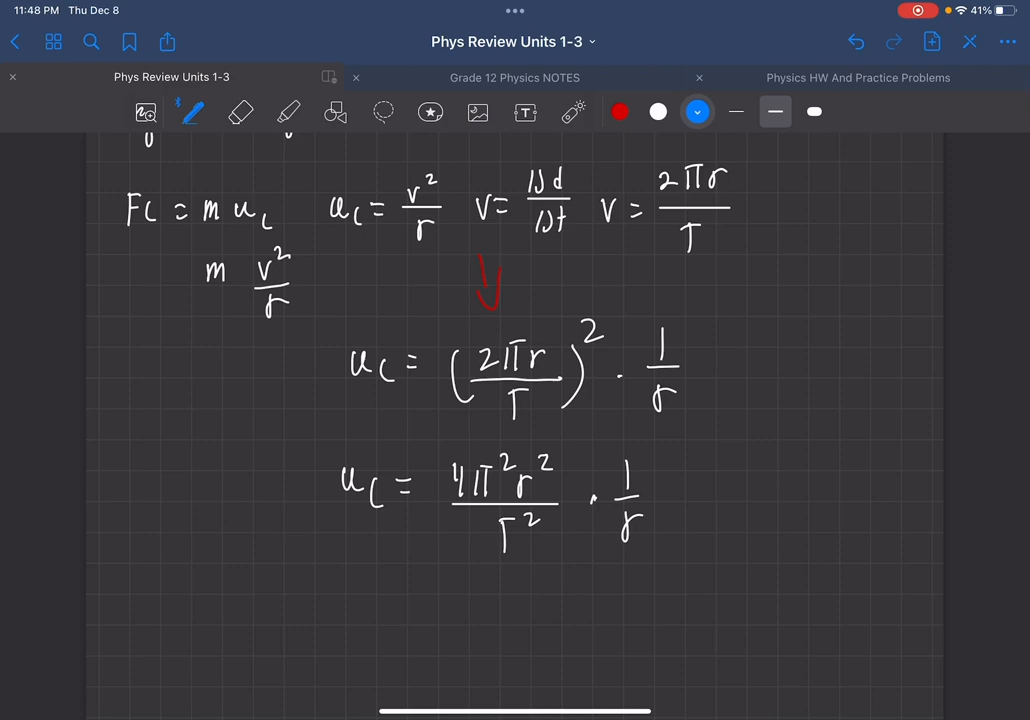 11:48 PM Thu Dec 8
41%
Phys Review Units 1-3
Phys Review Units 1-3
Grade 12 Physics NOTES
Physics HW And Practice Problems
Fc = m ac ac = v²/r v = Δd/Δt v = 2πr/T
m v²/r
ac = (2πr/T)² · 1/r
ac = 4π²r²/T² · 1/r